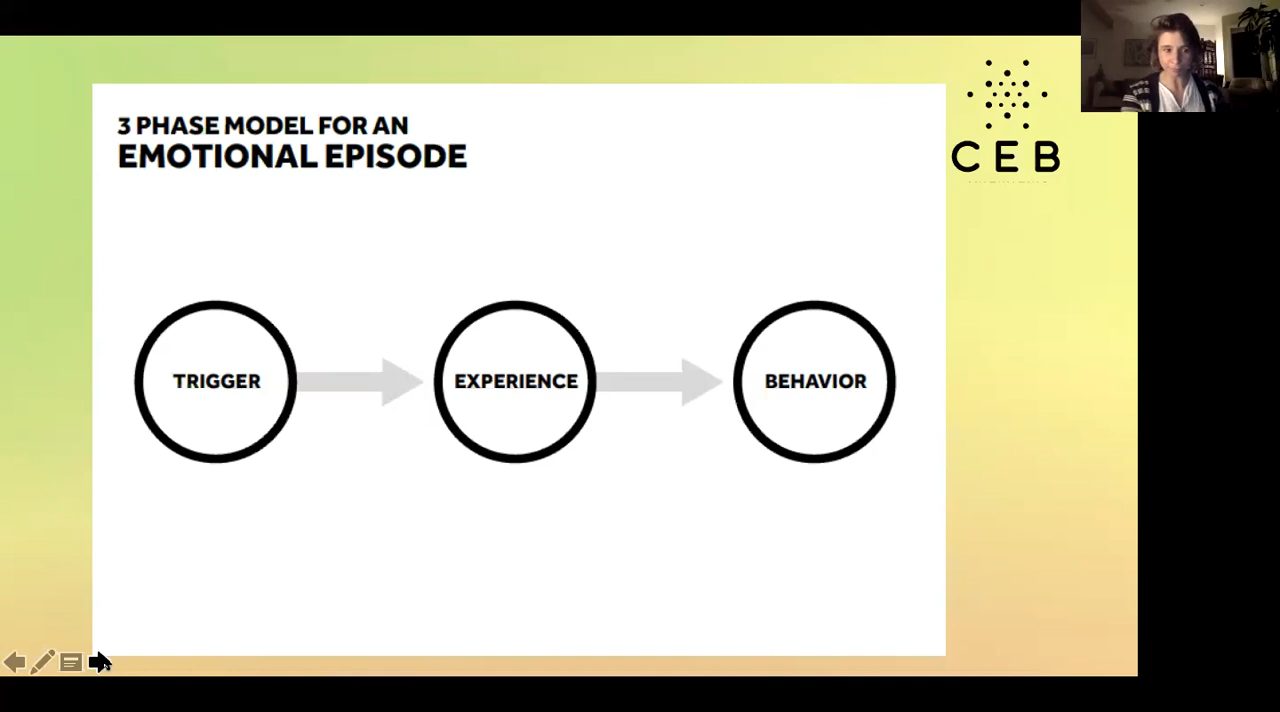 3 PHASE MODEL FOR AN
EMOTIONAL EPISODE
CEB
TRIGGER
EXPERIENCE
BEHAVIOR